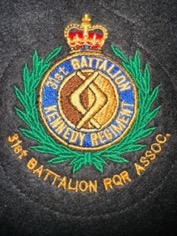 31st BATTALION
KENNEDY REGIMENT
31st BATTALION RQR ASSOC.